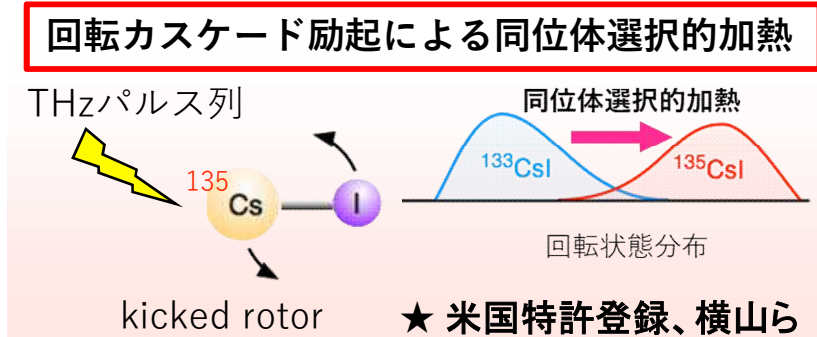 回転カスケード励起による同位体選択的加熱
THzパルス列
同位体選択的加熱
135
Cs
I
133CsI
135CsI
回転状態分布
kicked rotor
★ 米国特許登録、横山ら